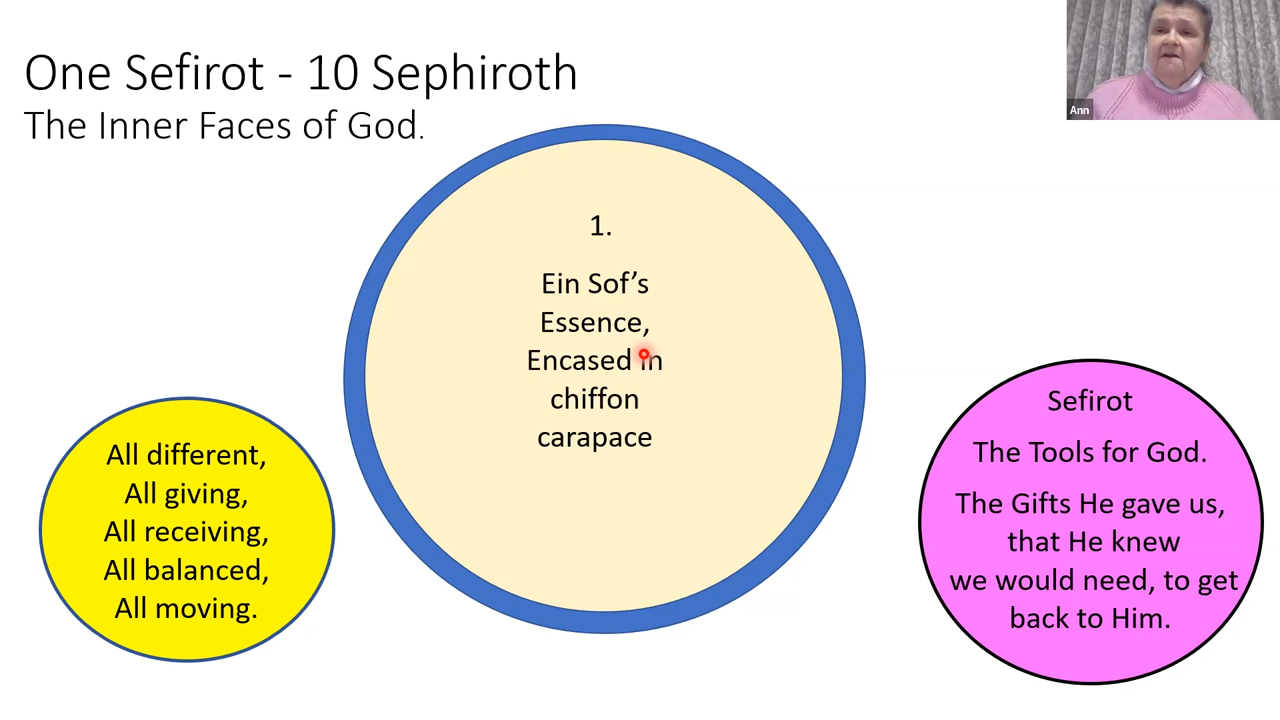 One Sefirot - 10 Sephiroth
The Inner Faces of God.
Ann
1.
Ein Sof’s
Essence,
Encased in
chiffon
carapace
All different,
All giving,
All receiving,
All balanced,
All moving.
Sefirot
The Tools for God.
The Gifts He gave us,
that He knew
we would need, to get
back to Him.